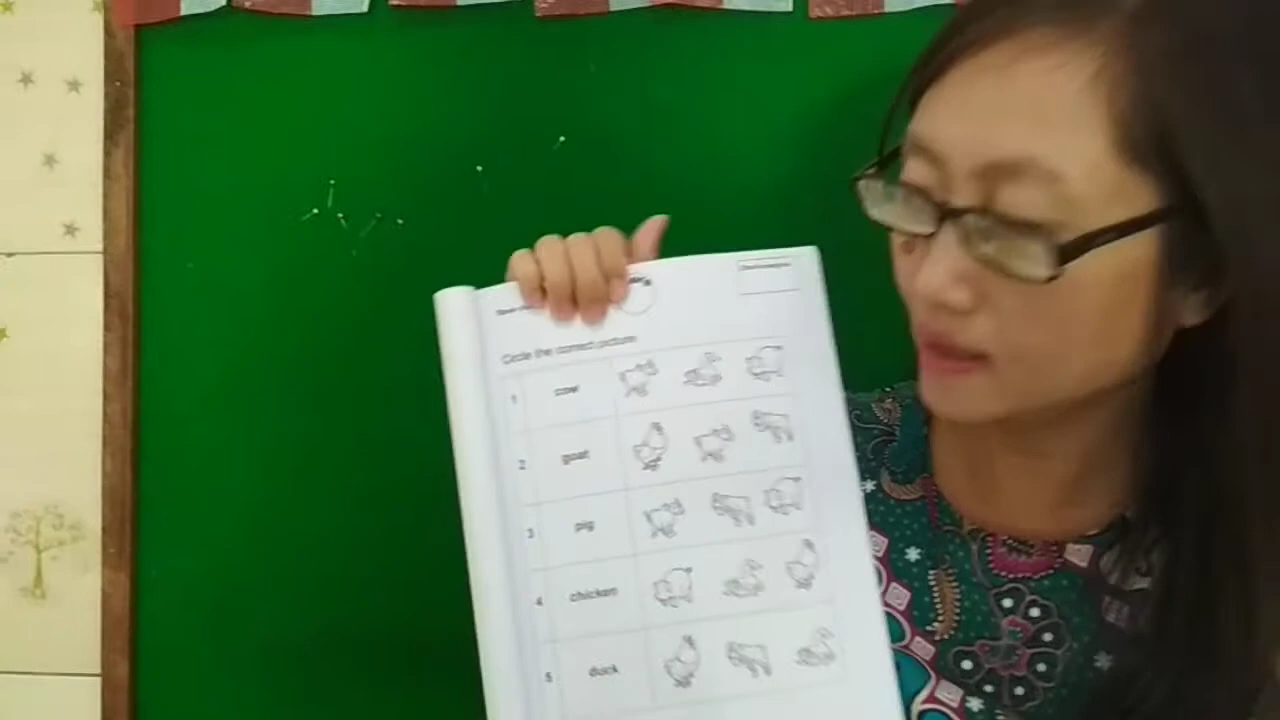 Circle the correct picture
1 cow
2 goat
3 pig
4 chicken
5 duck